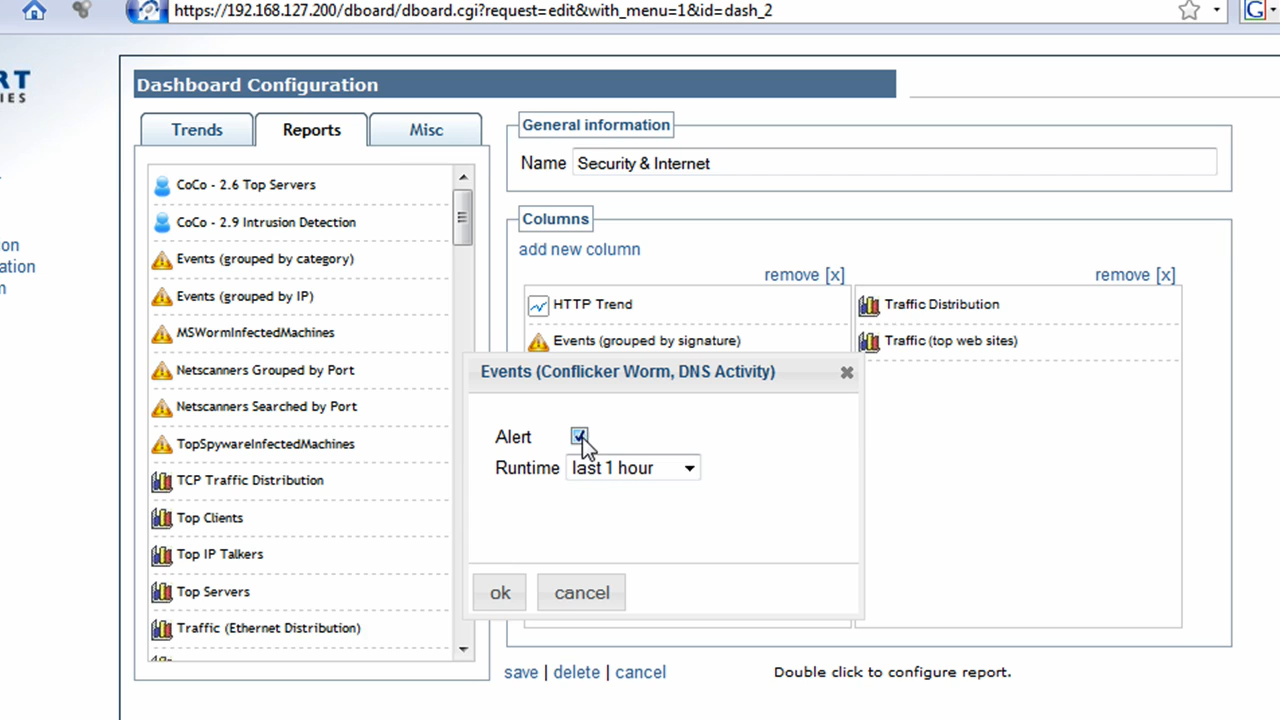 https://192.168.127.200/dboard/dboard.cgi?request=edit&with_menu=1&id=dash_2
G
RT
IES
Dashboard Configuration
Trends
Reports
Misc
on
ation
m
CoCo - 2.6 Top Servers
CoCo - 2.9 Intrusion Detection
Events (grouped by category)
Events (grouped by IP)
MSWormInfectedMachines
Netscanners Grouped by Port
Netscanners Searched by Port
TopSpywareInfectedMachines
TCP Traffic Distribution
Top Clients
Top IP Talkers
Top Servers
Traffic (Ethernet Distribution)
General information
Name Security & Internet
Columns
add new column
remove [x]
remove [x]
HTTP Trend
Events (grouped by signature)
Traffic Distribution
Traffic (top web sites)
Events (Conflicker Worm, DNS Activity)
Alert
Runtime last 1 hour
ok
cancel
save | delete | cancel
Double click to configure report.